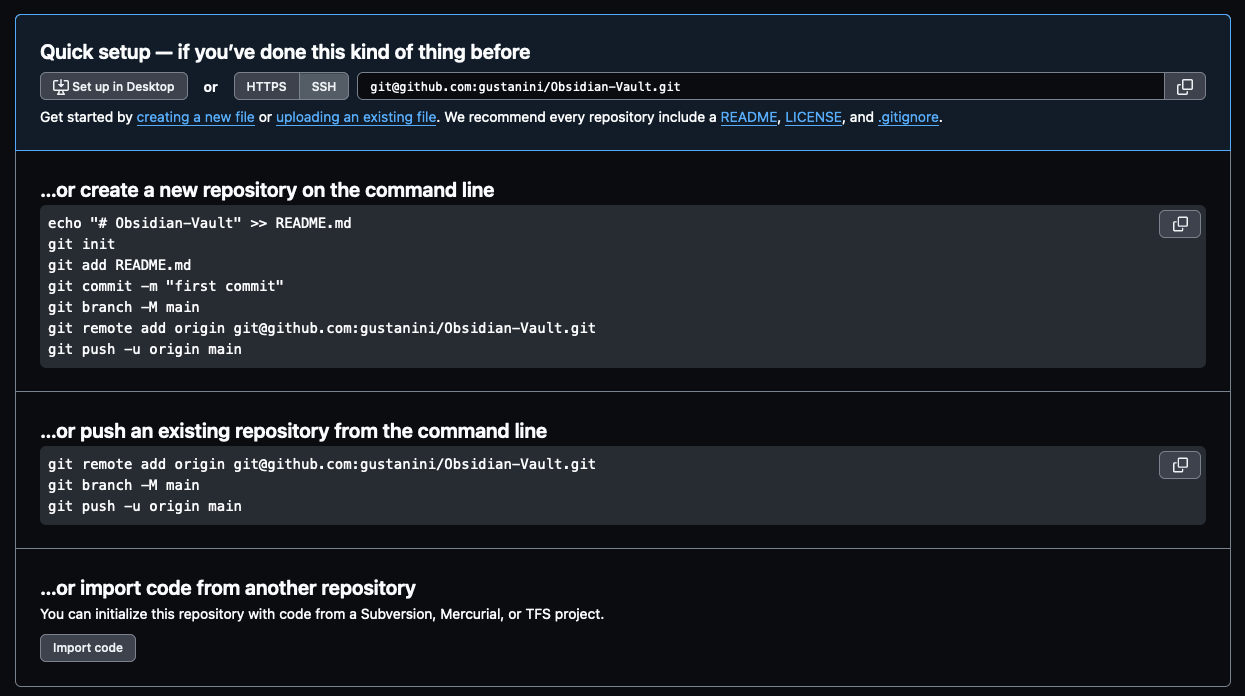 Quick setup — if you’ve done this kind of thing before
Set up in Desktop or HTTPS SSH git@github.com:gustanini/Obsidian-Vault.git
Get started by creating a new file or uploading an existing file. We recommend every repository include a README, LICENSE, and .gitignore.
…or create a new repository on the command line
echo "# Obsidian-Vault" >> README.md
git init
git add README.md
git commit -m "first commit"
git branch -M main
git remote add origin git@github.com:gustanini/Obsidian-Vault.git
git push -u origin main
…or push an existing repository from the command line
git remote add origin git@github.com:gustanini/Obsidian-Vault.git
git branch -M main
git push -u origin main
…or import code from another repository
You can initialize this repository with code from a Subversion, Mercurial, or TFS project.
Import code